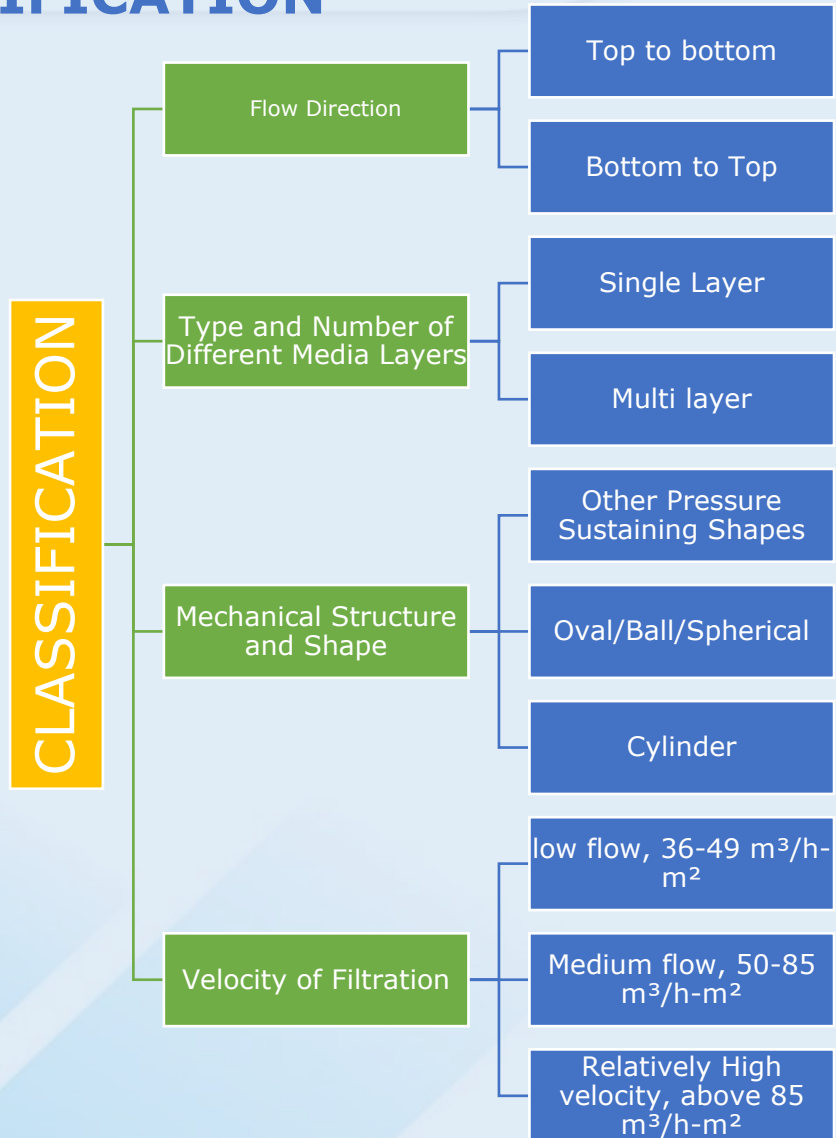 CLASSIFICATION
Flow Direction
Top to bottom
Bottom to Top
Type and Number of
Different Media Layers
Single Layer
Multi layer
Mechanical Structure
and Shape
Other Pressure
Sustaining Shapes
Oval/Ball/Spherical
Cylinder
Velocity of Filtration
low flow, 36-49 m³/h-
m²
Medium flow, 50-85
m³/h-m²
Relatively High
velocity, above 85
m³/h-m²